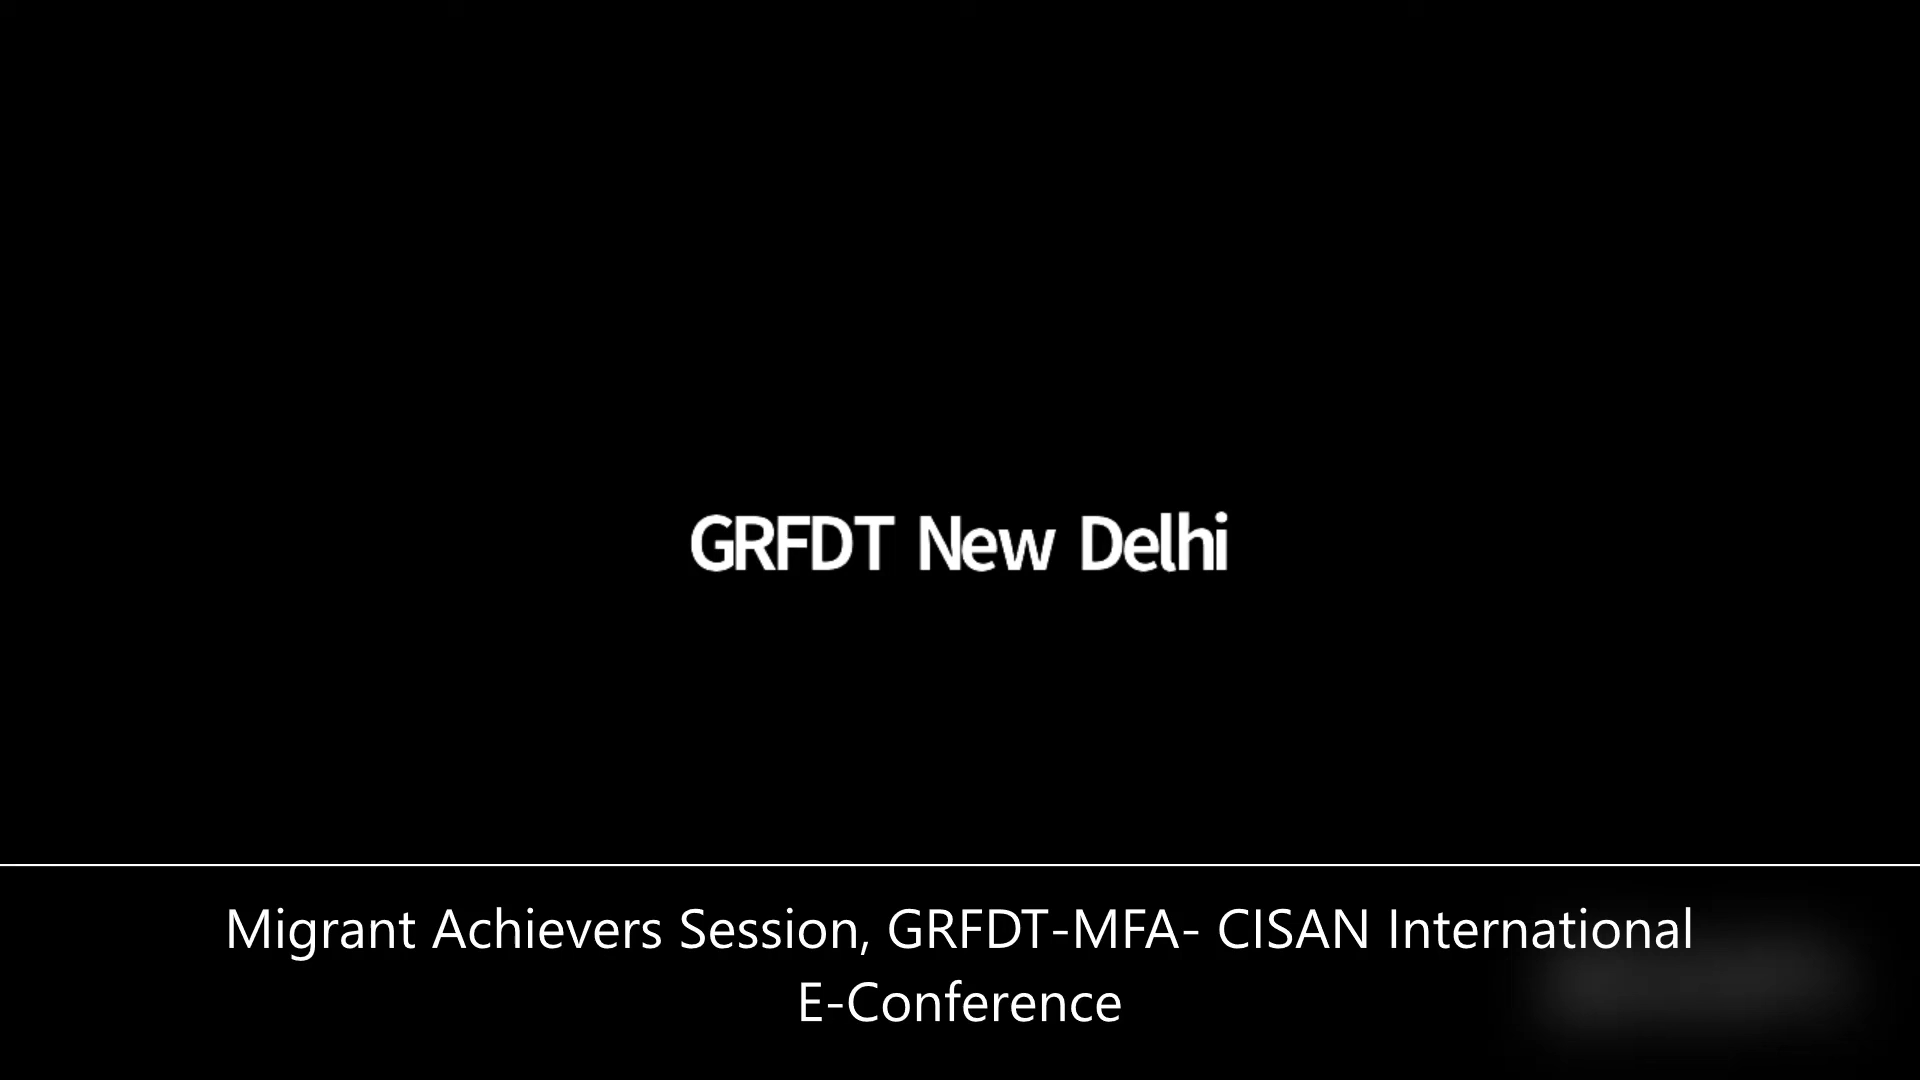 GRFDT New Delhi
Migrant Achievers Session, GRFDT-MFA- CISAN International
E-Conference